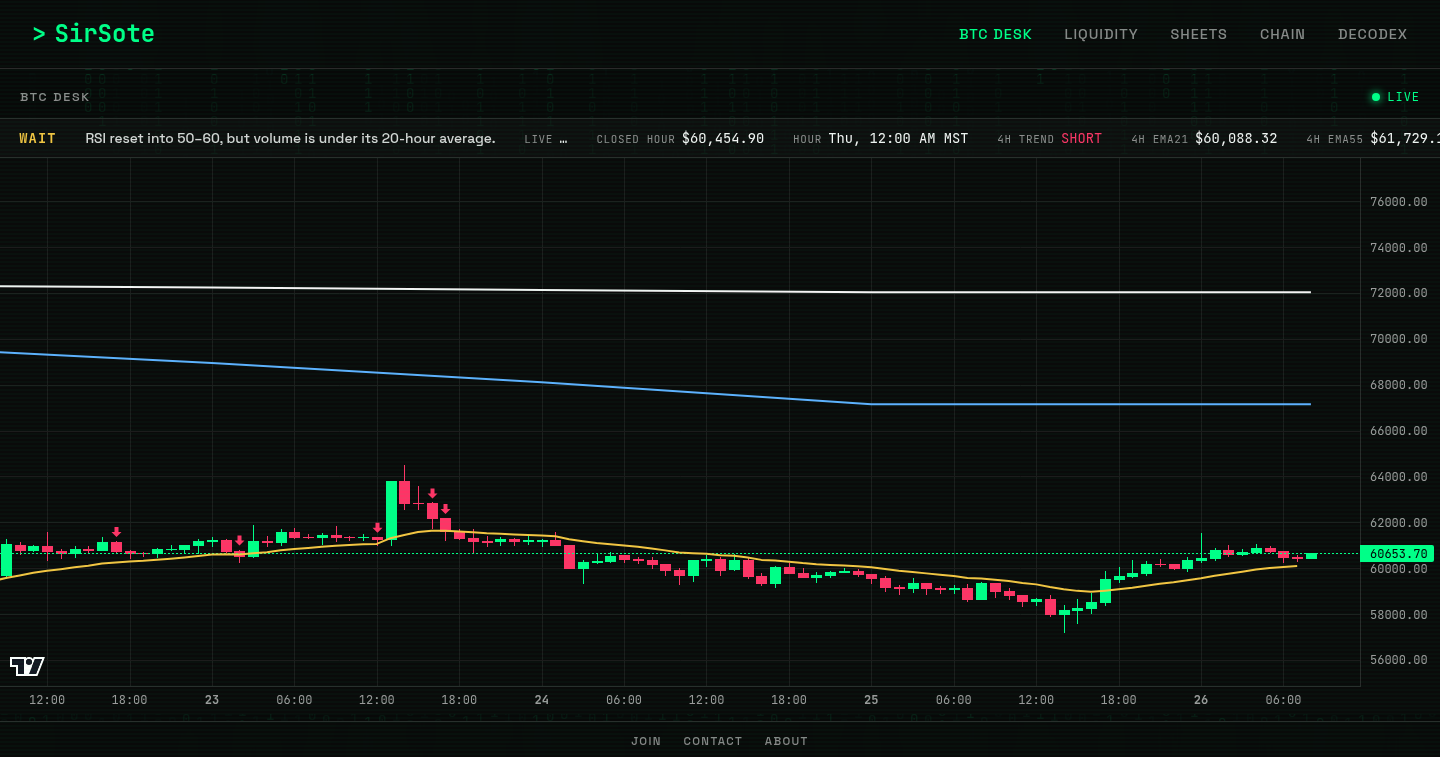 > SirSote
BTC DESK LIQUIDITY SHEETS CHAIN DECODEX
BTC DESK
LIVE
WAIT RSI reset into 50–60, but volume is under its 20-hour average. LIVE … CLOSED HOUR $60,454.90 HOUR Thu, 12:00 AM MST 4H TREND SHORT 4H EMA21 $60,088.32 4H EMA55 $61,729.1
76000.00
74000.00
72000.00
70000.00
68000.00
66000.00
64000.00
62000.00
60653.70
60000.00
58000.00
56000.00
12:00 18:00 23 06:00 12:00 18:00 24 06:00 12:00 18:00 25 06:00 12:00 18:00 26 06:00
JOIN CONTACT ABOUT